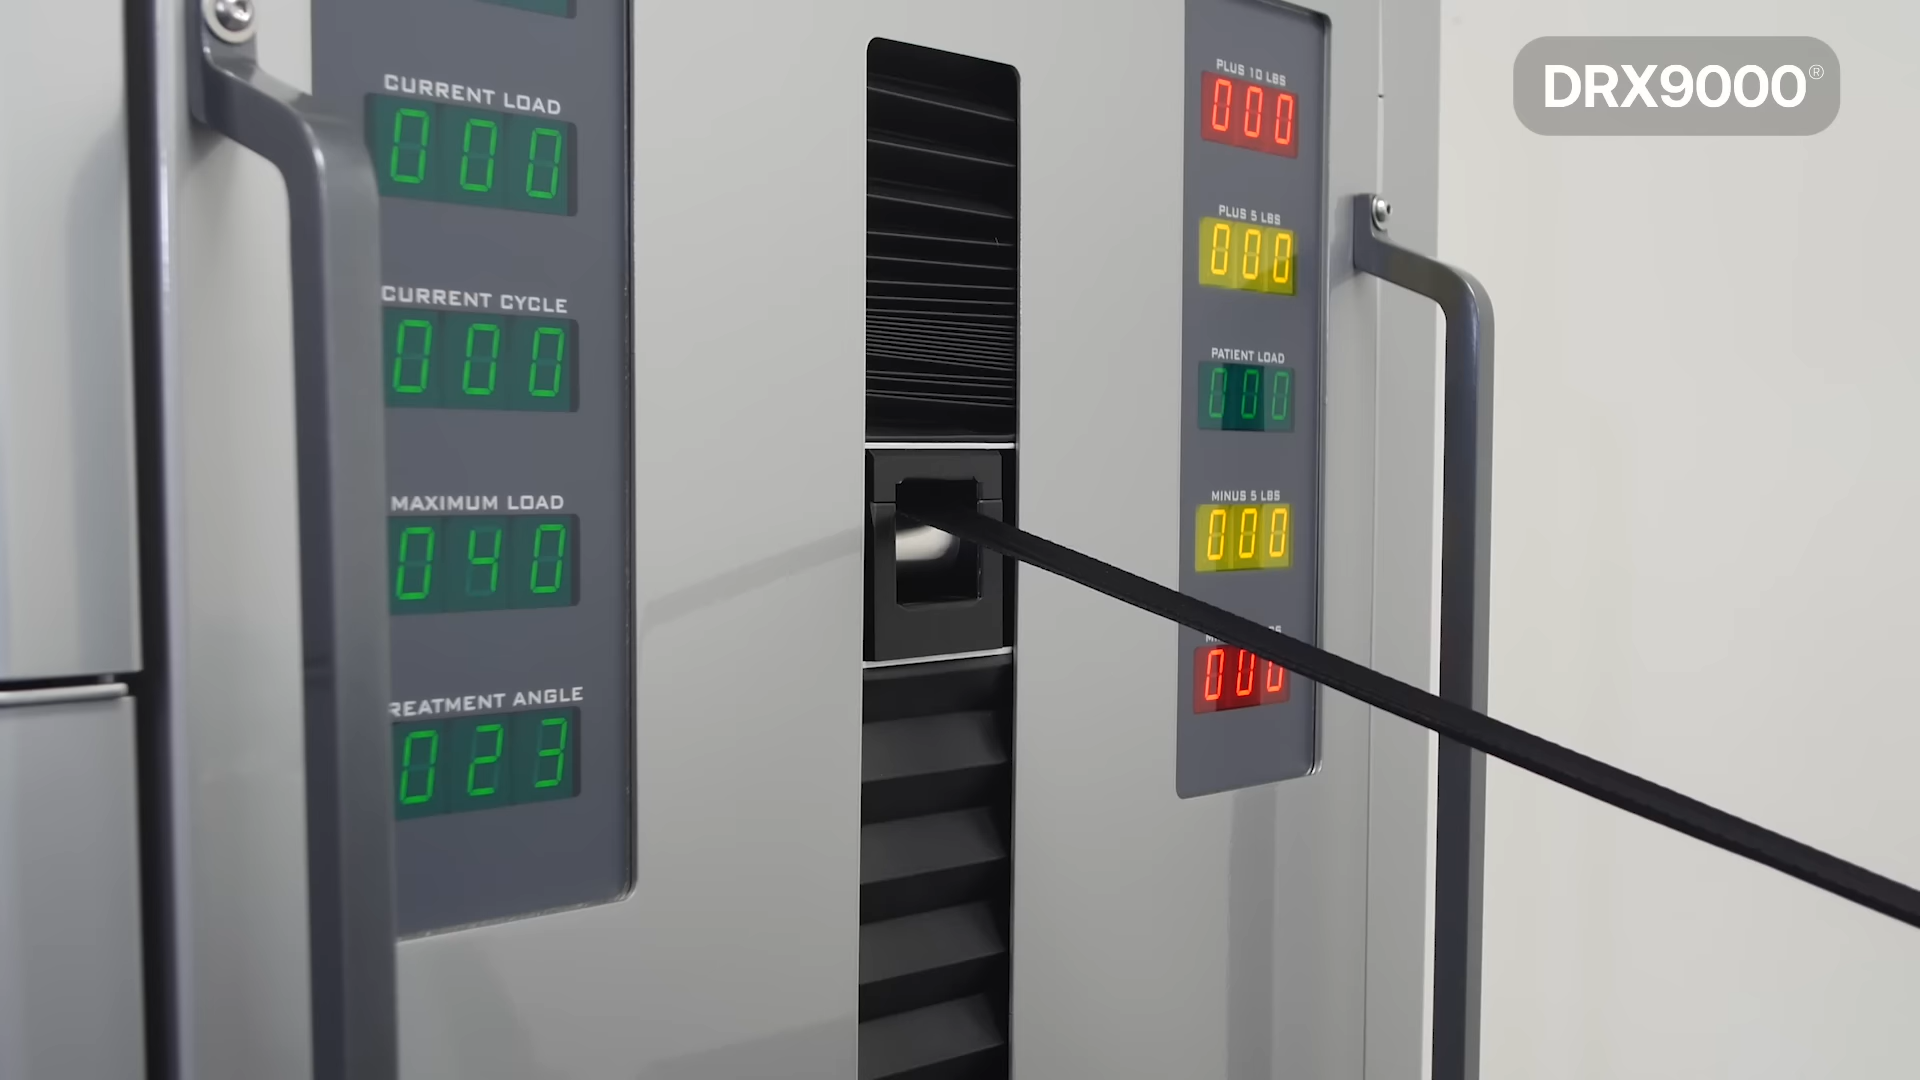 DRX9000®
CURRENT LOAD
000
CURRENT CYCLE
000
MAXIMUM LOAD
040
REATMENT ANGLE
023
PLUS 10 LBS
000
PLUS 5 LBS
000
PATIENT LOAD
000
MINUS 5 LBS
000
000